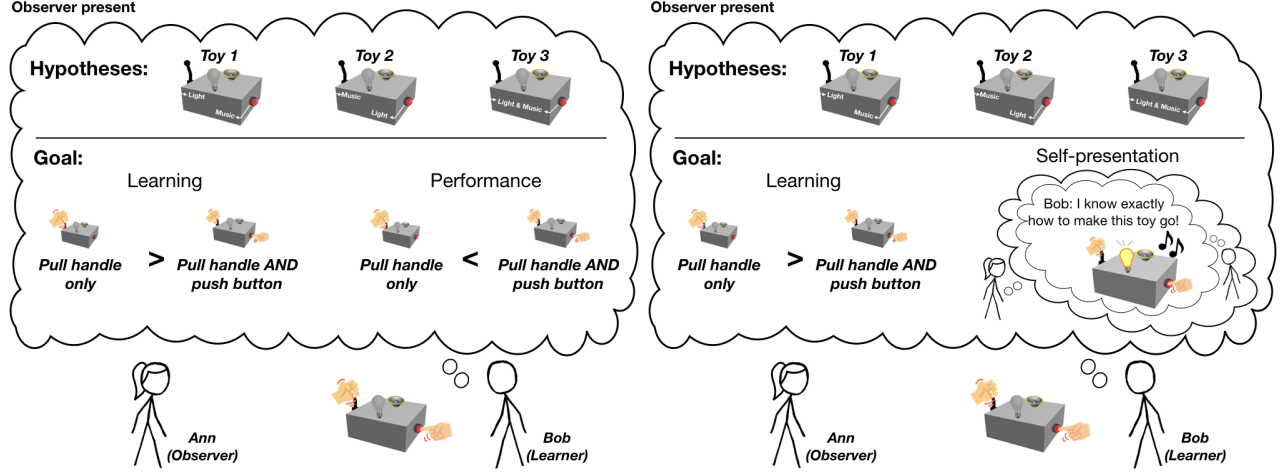 Observer present
Hypotheses:
Toy 1
Toy 2
Toy 3
Light
Music
Music
Light
Light & Music
Goal:
Learning
Performance
Pull handle
only
>
Pull handle AND
push button
Pull handle
only
<
Pull handle AND
push button
Ann
(Observer)
Bob
(Learner)
Observer present
Hypotheses:
Toy 1
Toy 2
Toy 3
Light
Music
Music
Light
Light & Music
Goal:
Learning
Self-presentation
Pull handle
only
>
Pull handle AND
push button
Bob: I know exactly
how to make this toy go!
Ann
(Observer)
Bob
(Learner)